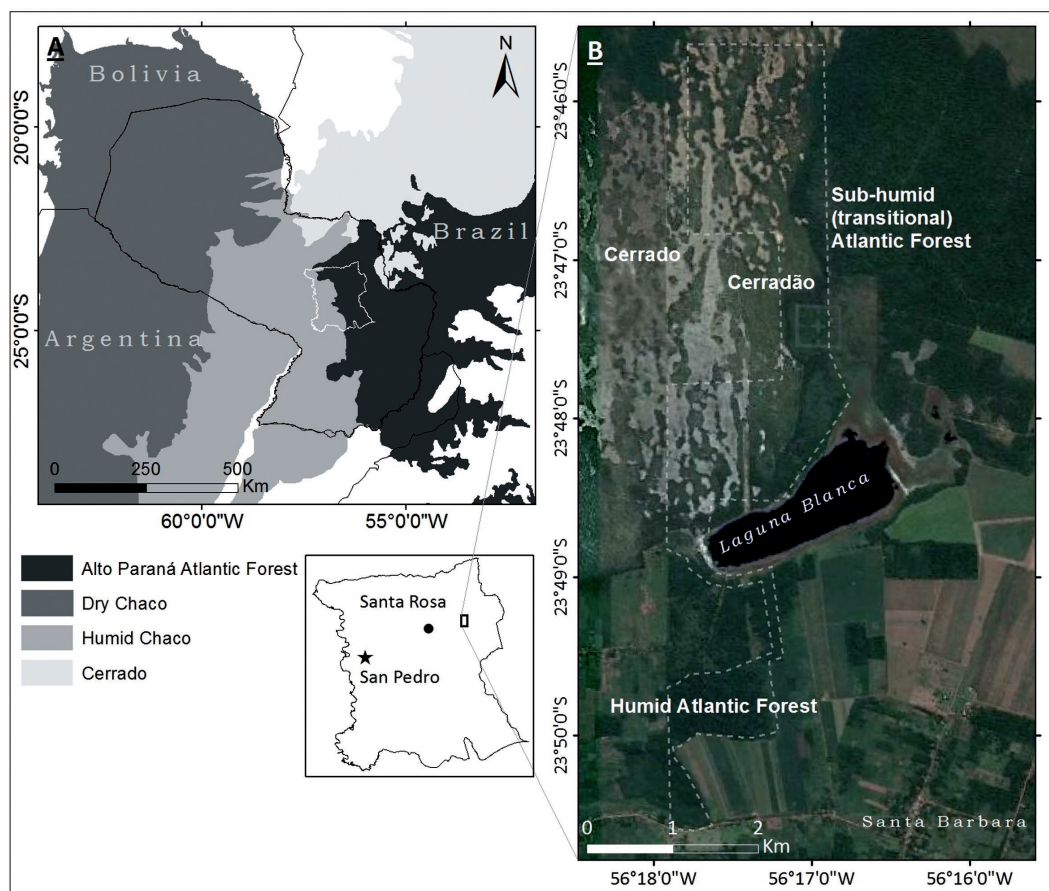 A
Bolivia
N
20°0'0"S
Brazil
25°0'0"S
Argentina
0 250 500
Km
60°0'0"W 55°0'0"W
Alto Paraná Atlantic Forest
Dry Chaco
Humid Chaco
Cerrado
Santa Rosa
San Pedro
B
23°46'0"S
Sub-humid
(transitional)
Atlantic Forest
23°47'0"S
Cerrado
Cerradão
23°48'0"S
Laguna Blanca
23°49'0"S
Humid Atlantic Forest
23°50'0"S
Santa Barbara
0 1 2
Km
56°18'0"W 56°17'0"W 56°16'0"W